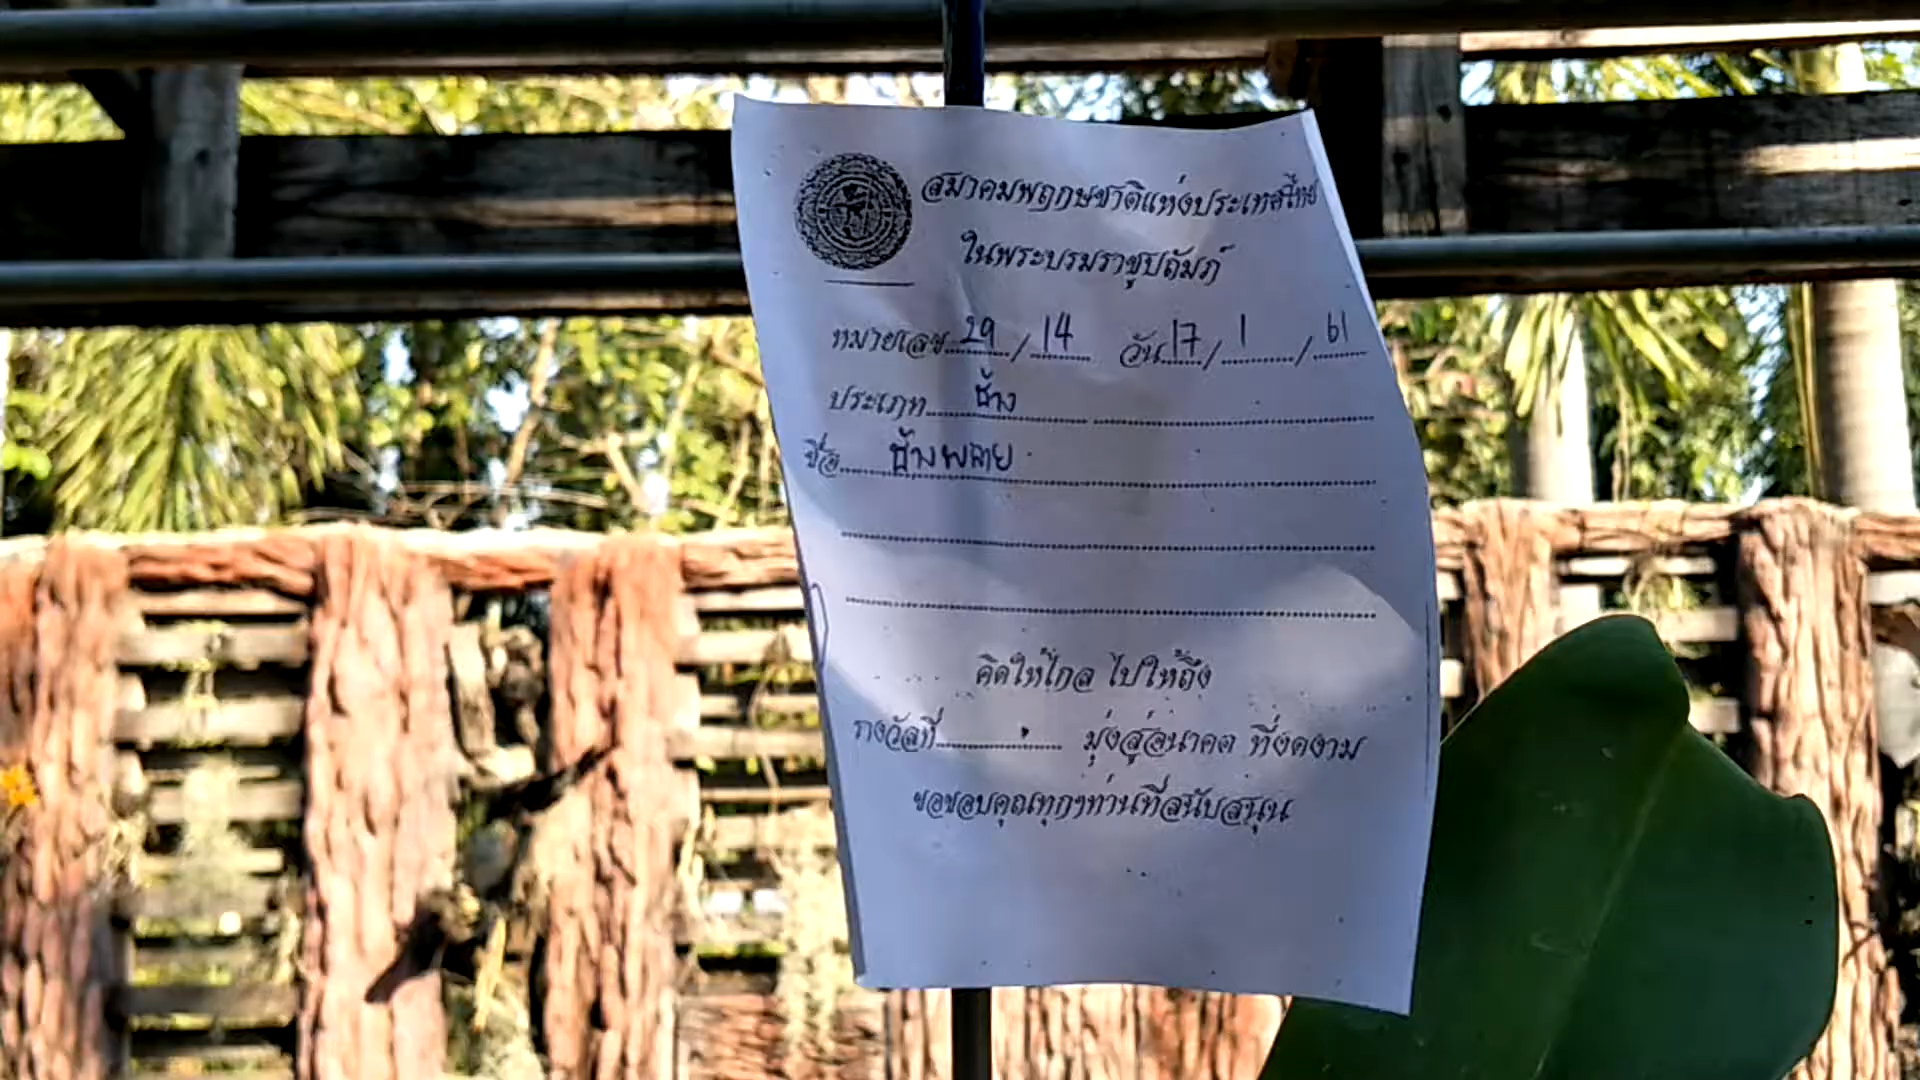 สมาคมพฤกษชาติแห่งประเทศไทย
ในพระบรมราชูปถัมภ์
หมายเลข 29 / 14 วัน 17 / 1 / 61
ประเภท ช้าง
ชื่อ ช้างพลาย
คิดให้ไกล ไปให้ถึง
รางวัลที่ มุ่งสู่อนาคต ที่งดงาม
ขอขอบคุณทุกๆท่านที่สนับสนุน